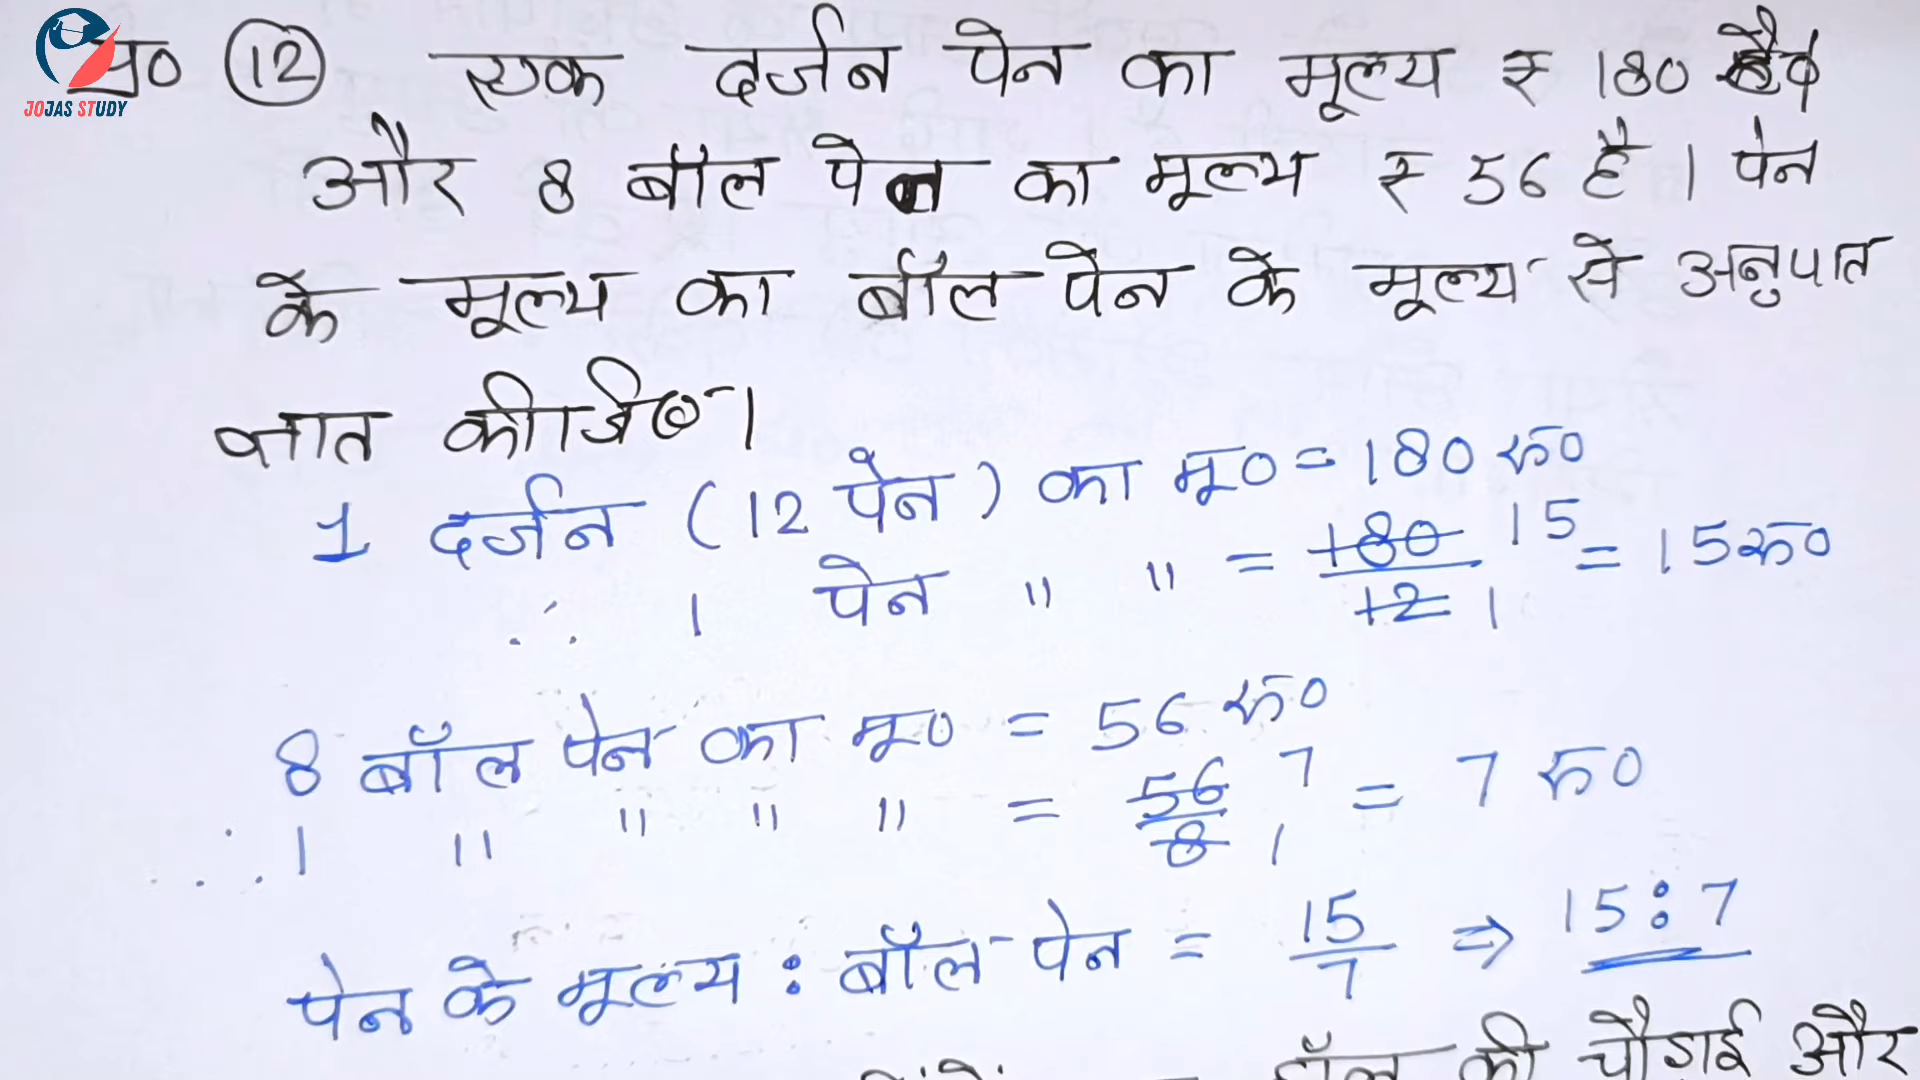 JOJAS STUDY
प्र० 12 एक दर्जन पेन का मूल्य ₹ 180 है
और 8 बॉल पेन का मूल्य ₹ 56 है । पेन
के मूल्य का बॉल पेन के मूल्य से अनुपात
ज्ञात कीजिए ।
1 दर्जन (12 पेन) का मू० = 180 रु०
∴ 1 पेन " " = 180/12 15/1 = 15 रु०
8 बॉल पेन का मू० = 56 रु०
∴ 1 " " " " = 56/8 7/1 = 7 रु०
पेन के मूल्य : बॉल पेन = 15/7 ⇒ 15:7
हॉल की चौड़ाई और